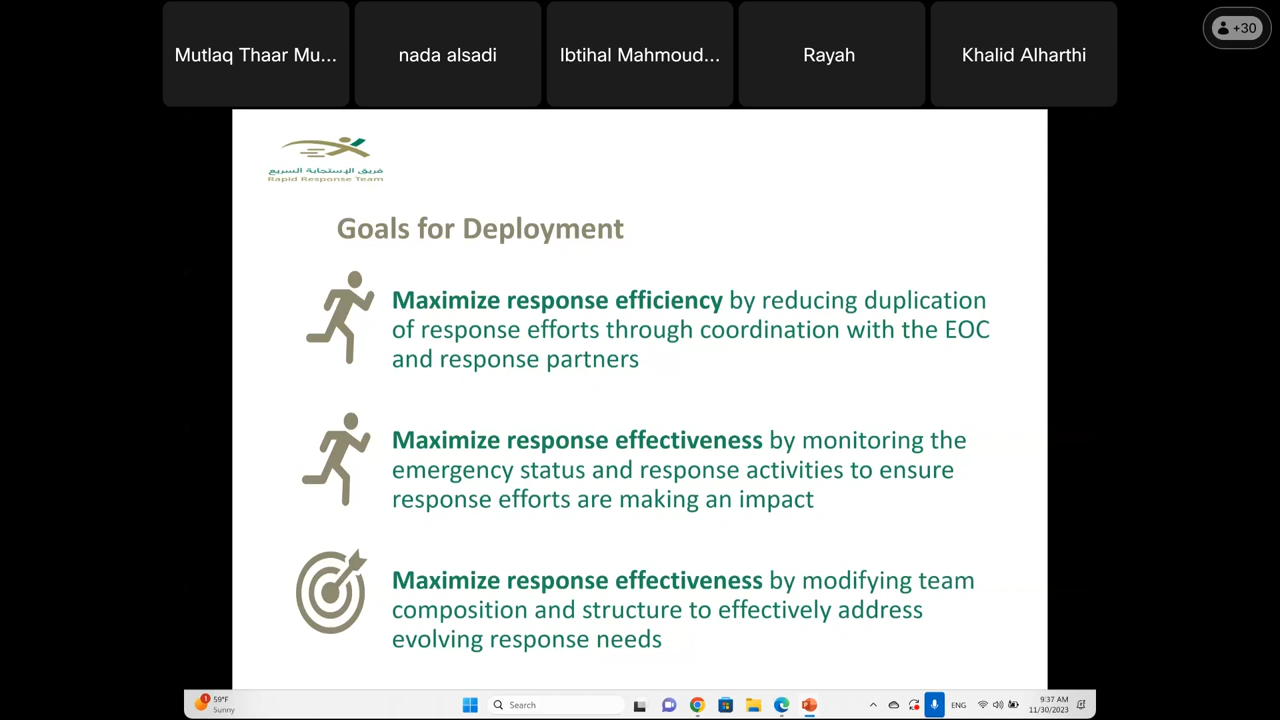 Mutlaq Thaar Mu...
nada alsadi
Ibtihal Mahmoud...
Rayah
Khalid Alharthi
+30
فريق الإستجابة السريع
Rapid Response Team
Goals for Deployment
Maximize response efficiency by reducing duplication
of response efforts through coordination with the EOC
and response partners
Maximize response effectiveness by monitoring the
emergency status and response activities to ensure
response efforts are making an impact
Maximize response effectiveness by modifying team
composition and structure to effectively address
evolving response needs
1
59°F
Sunny
Search
ENG
9:37 AM
11/30/2023